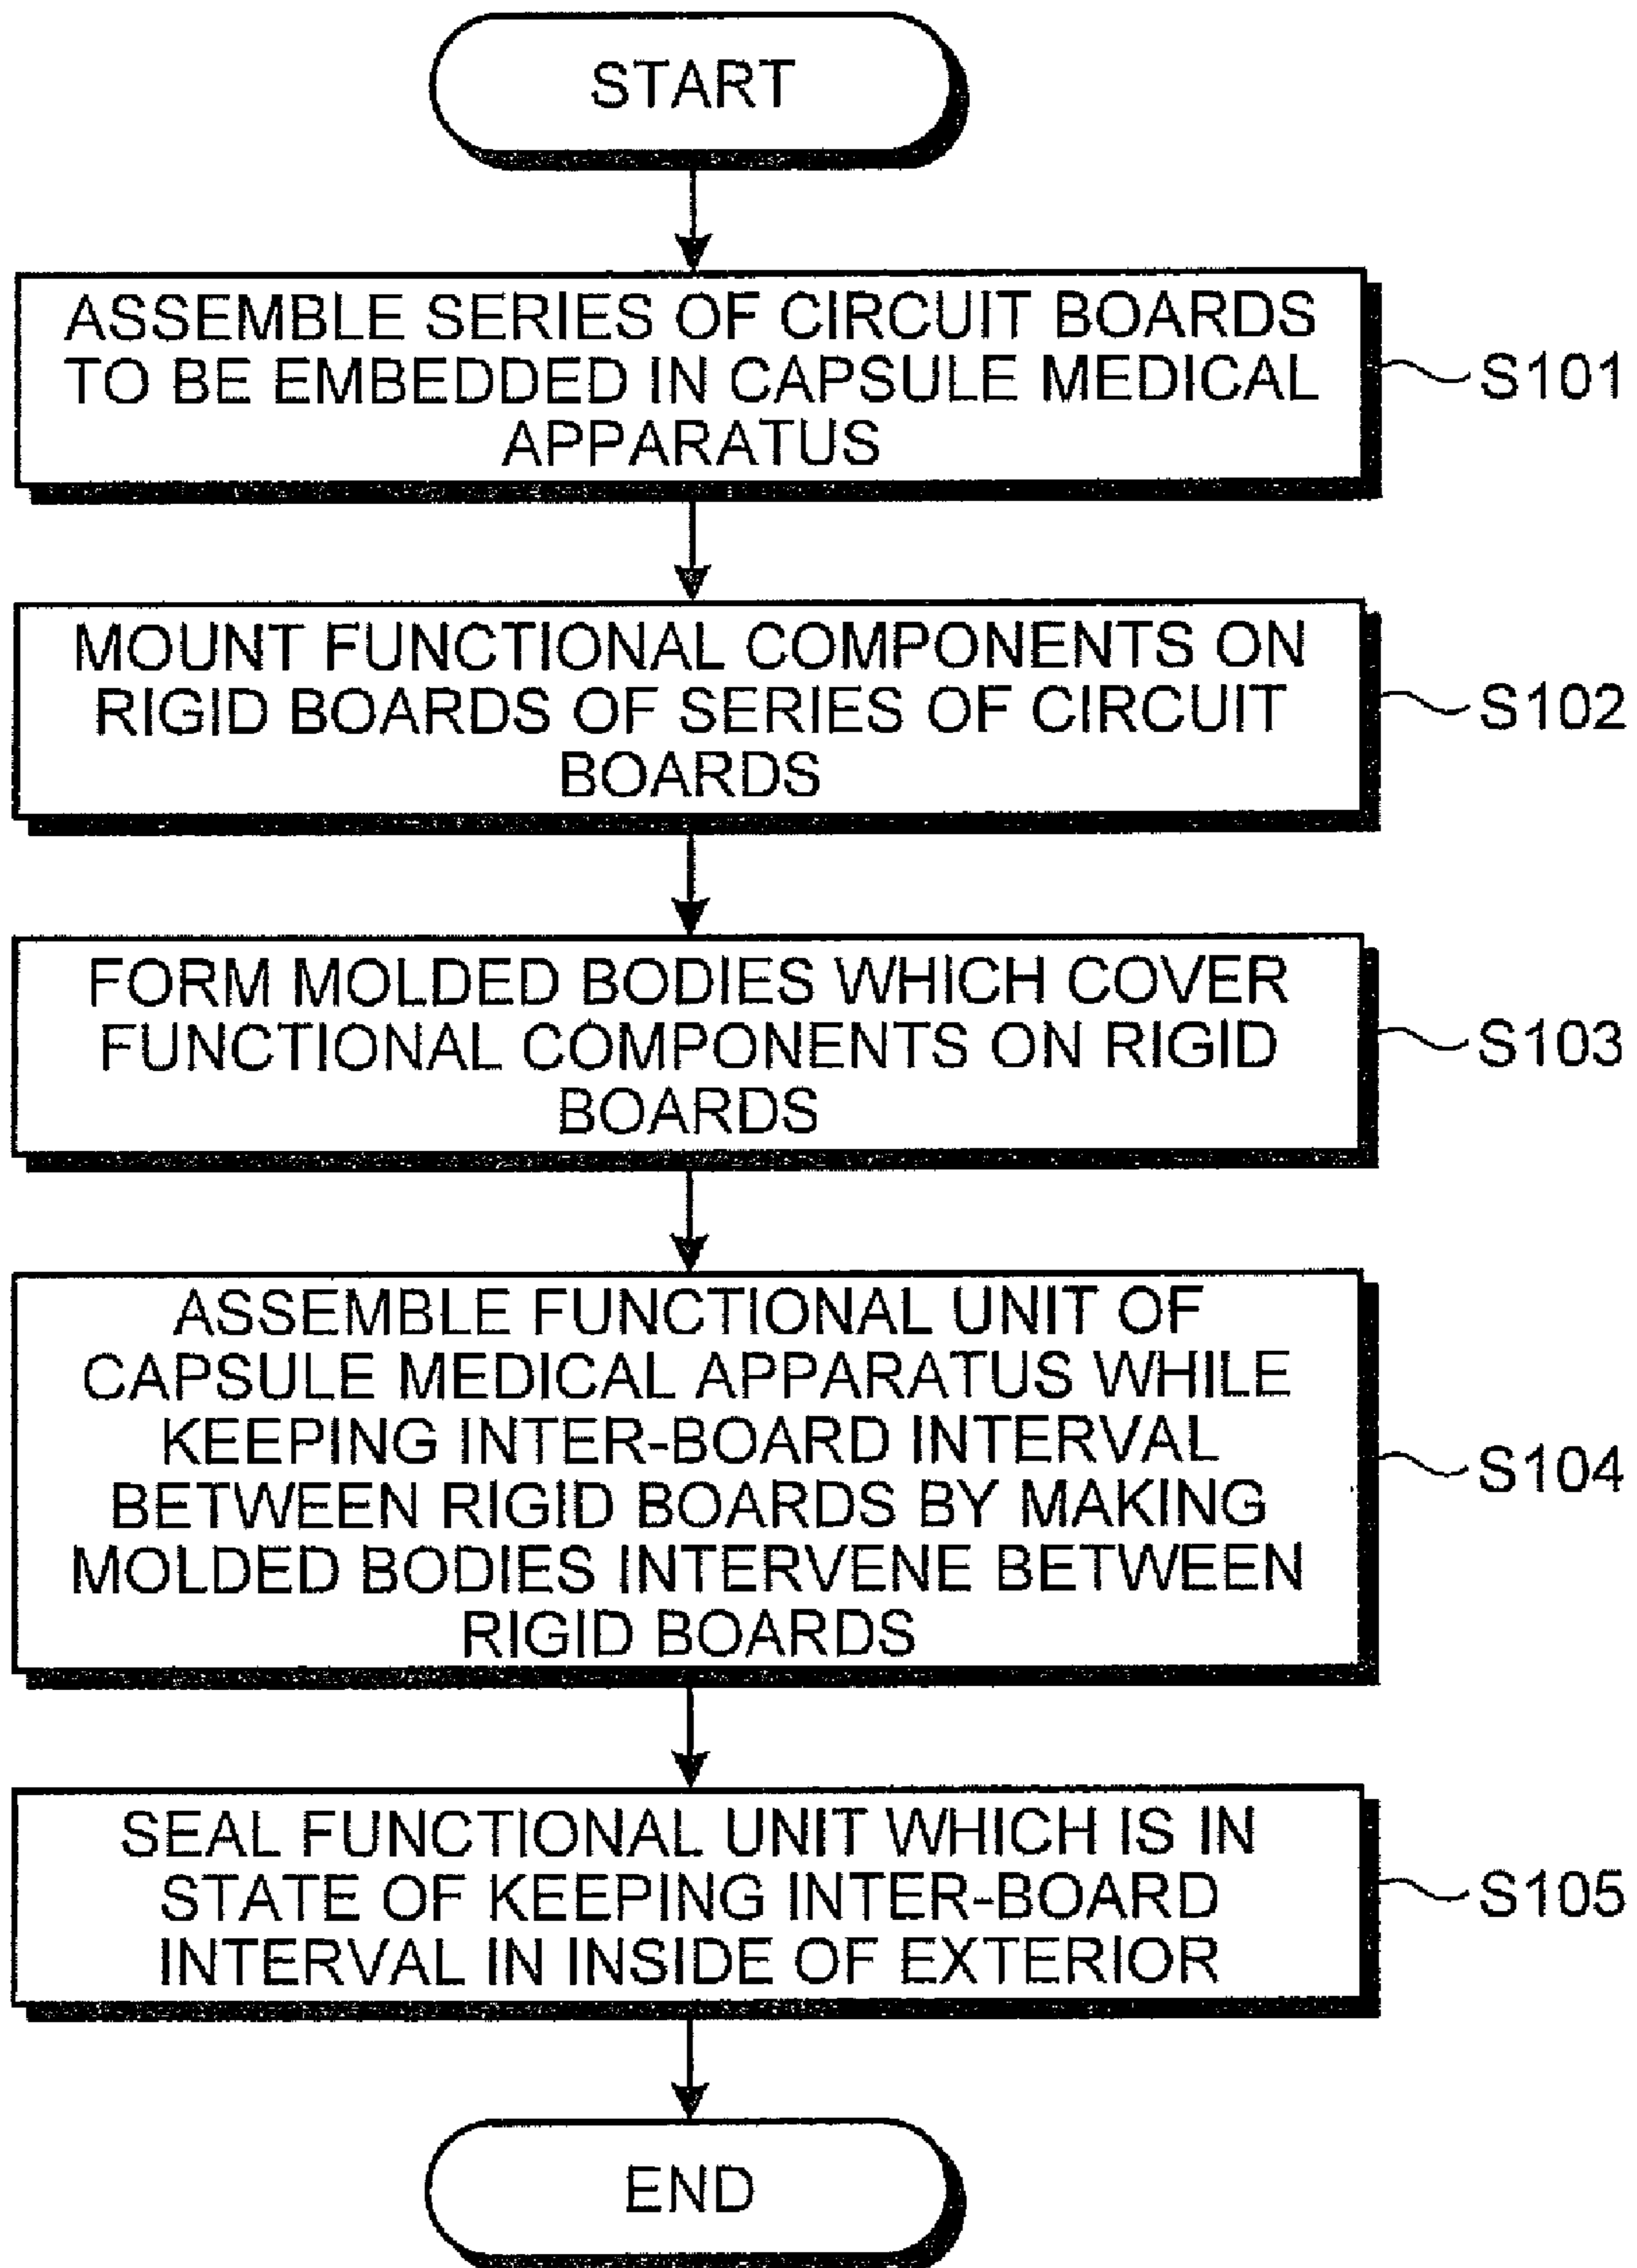 START
ASSEMBLE SERIES OF CIRCUIT BOARDS
TO BE EMBEDDED IN CAPSULE MEDICAL
APPARATUS
S101
MOUNT FUNCTIONAL COMPONENTS ON
RIGID BOARDS OF SERIES OF CIRCUIT
BOARDS
S102
FORM MOLDED BODIES WHICH COVER
FUNCTIONAL COMPONENTS ON RIGID
BOARDS
S103
ASSEMBLE FUNCTIONAL UNIT OF
CAPSULE MEDICAL APPARATUS WHILE
KEEPING INTER-BOARD INTERVAL
BETWEEN RIGID BOARDS BY MAKING
MOLDED BODIES INTERVENE BETWEEN
RIGID BOARDS
S104
SEAL FUNCTIONAL UNIT WHICH IS IN
STATE OF KEEPING INTER-BOARD
INTERVAL IN INSIDE OF EXTERIOR
S105
END